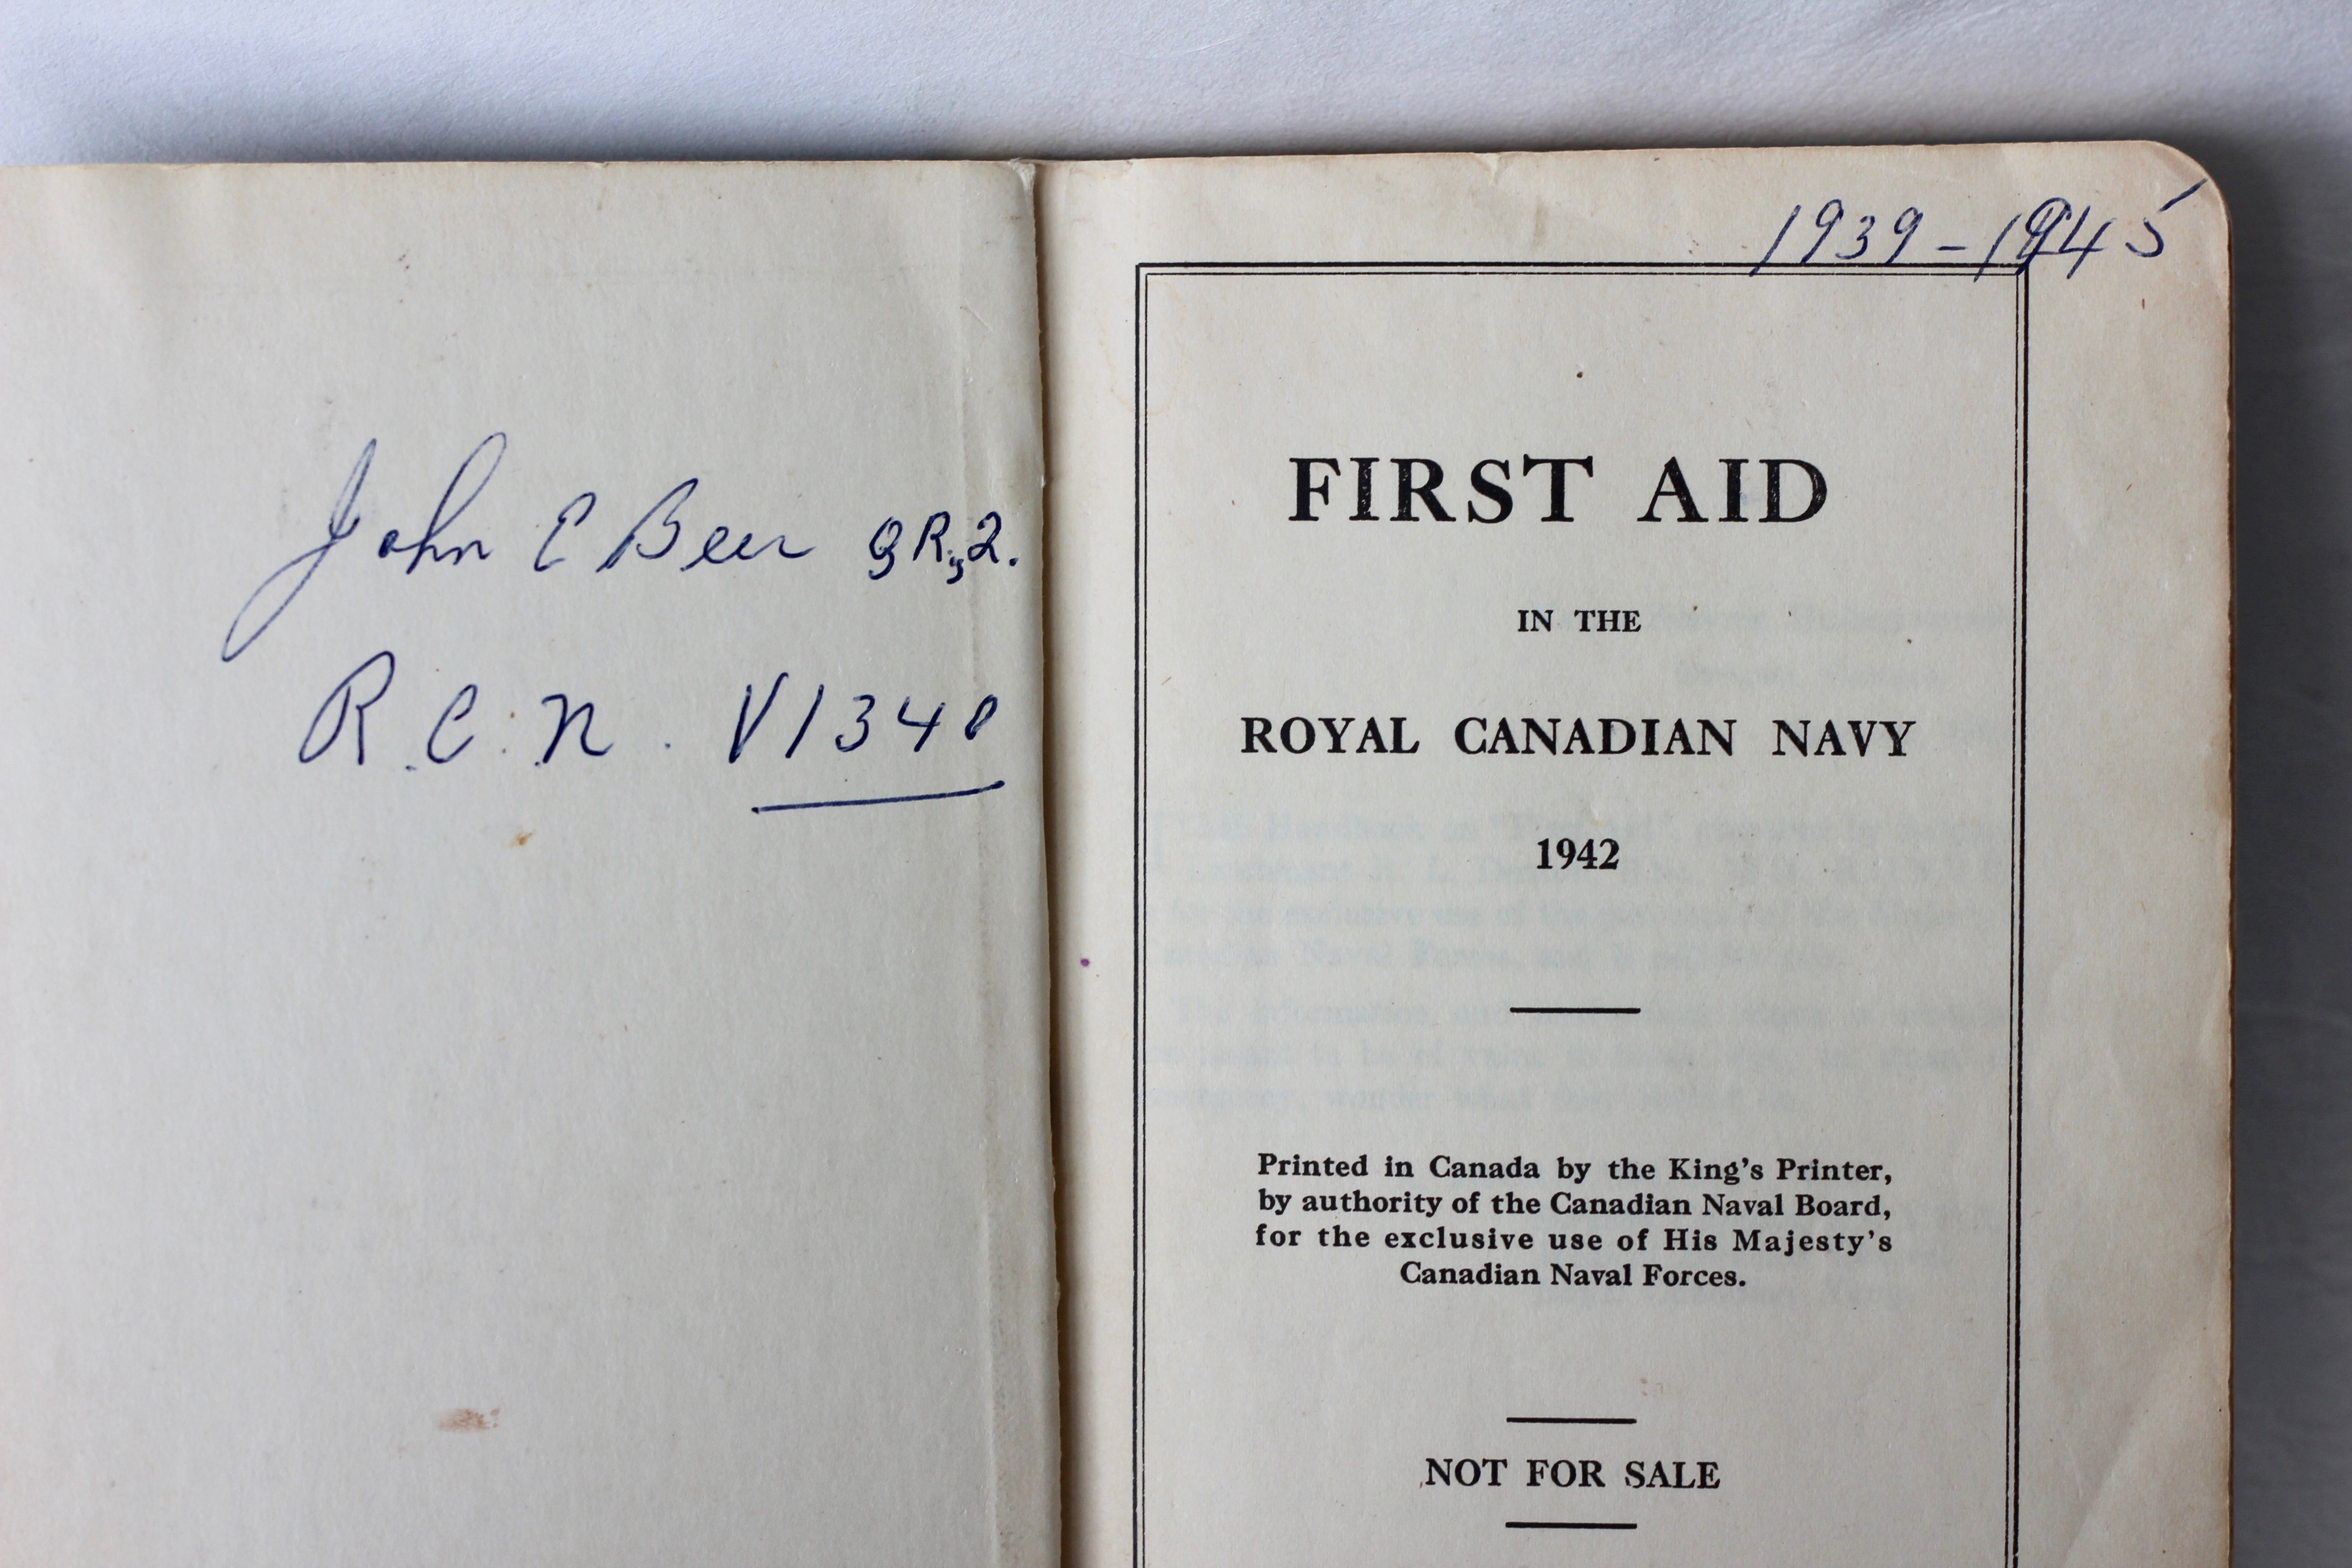 John E Beer
R.C.N. V1340
1939-1945
FIRST AID
IN THE
ROYAL CANADIAN NAVY
1942
Printed in Canada by the King's Printer,
by authority of the Canadian Naval Board,
for the exclusive use of His Majesty's
Canadian Naval Forces.
NOT FOR SALE